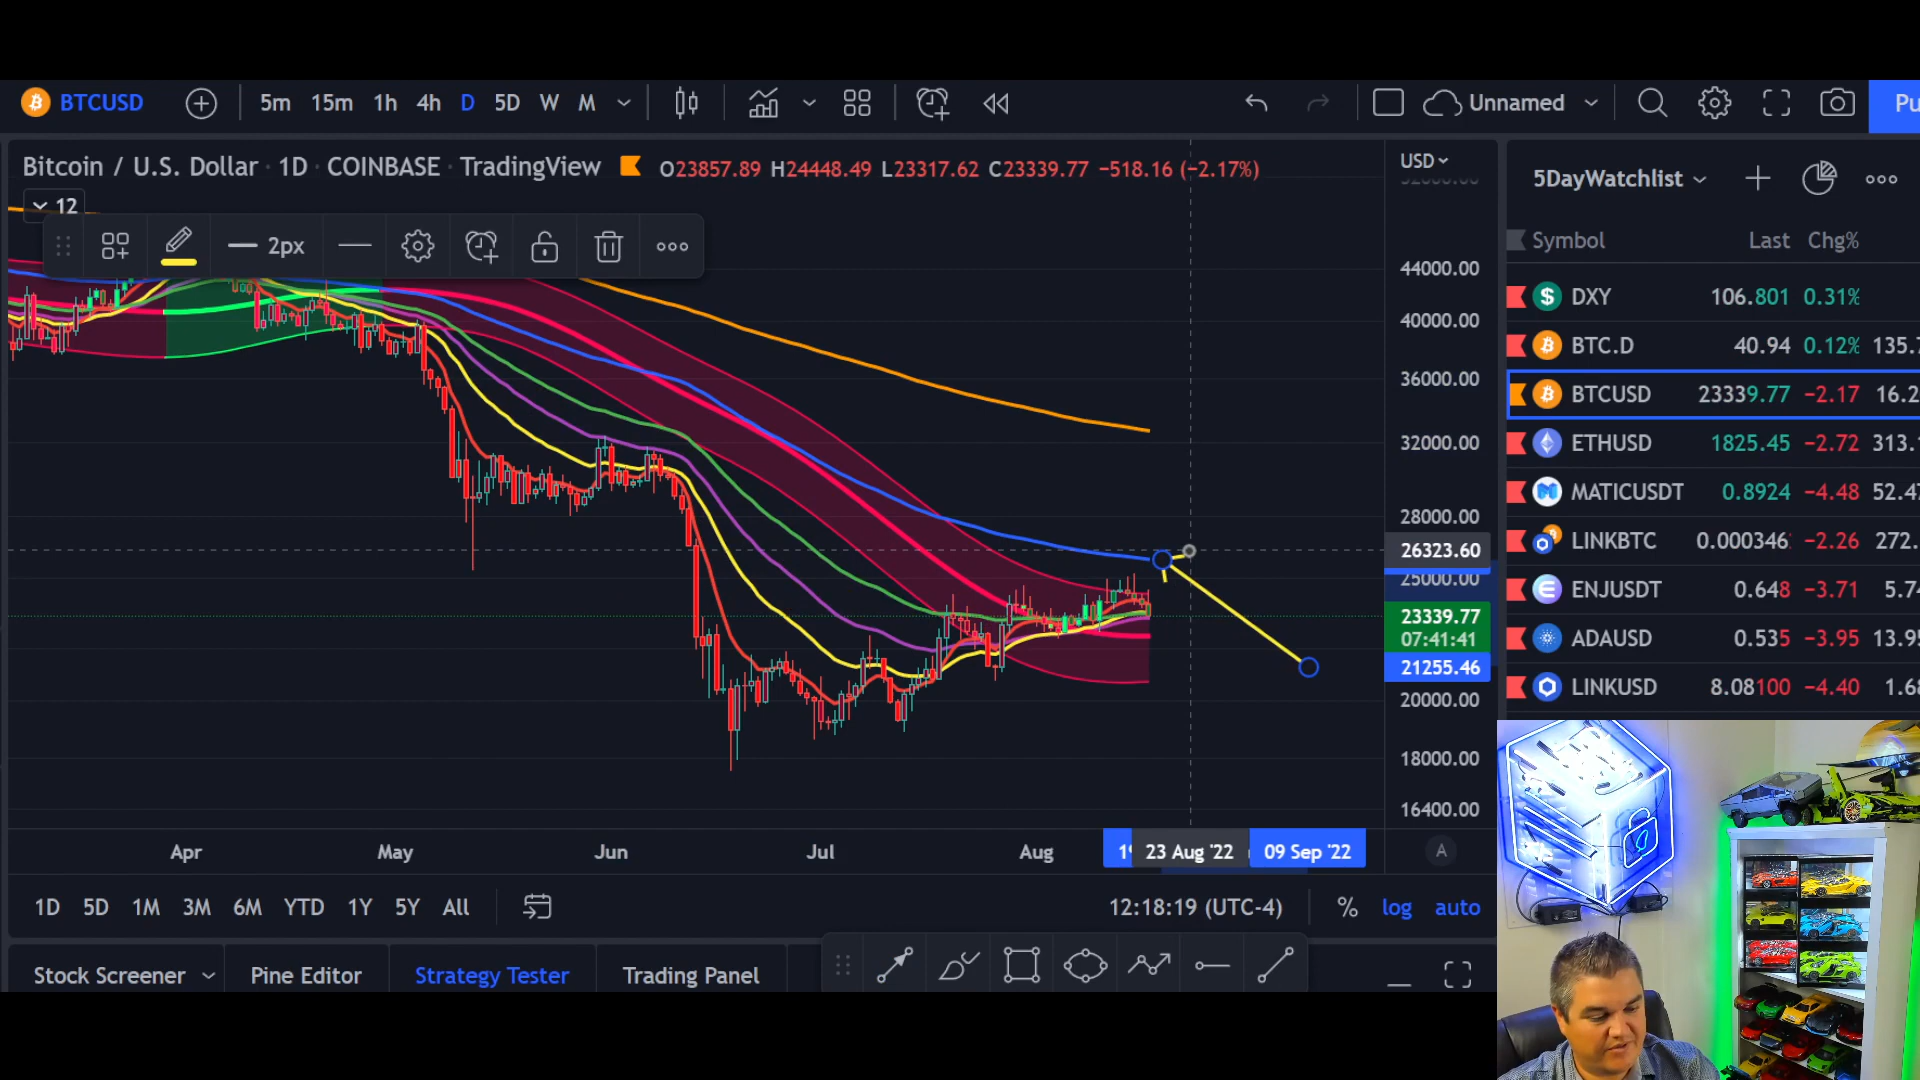 BTCUSD 5m 15m 1h 4h D 5D W M Unnamed Pu
Bitcoin / U.S. Dollar · 1D · COINBASE · TradingView O23857.89 H24448.49 L23317.62 C23339.77 −518.16 (−2.17%)
12
2px
USD
44000.00
40000.00
36000.00
32000.00
28000.00
26323.60
25000.00
23339.77
07:41:41
21255.46
20000.00
18000.00
16400.00
Apr May Jun Jul Aug 23 Aug '22 09 Sep '22 A
1D 5D 1M 3M 6M YTD 1Y 5Y All 12:18:19 (UTC-4) % log auto
Stock Screener Pine Editor Strategy Tester Trading Panel
5DayWatchlist
Symbol Last Chg%
DXY 106.801 0.31%
BTC.D 40.94 0.12% 135.7
BTCUSD 23339.77 −2.17 16.2
ETHUSD 1825.45 −2.72 313.1
MATICUSDT 0.8924 −4.48 52.47
LINKBTC 0.000346 −2.26 272.
ENJUSDT 0.648 −3.71 5.74
ADAUSD 0.535 −3.95 13.95
LINKUSD 8.08100 −4.40 1.68